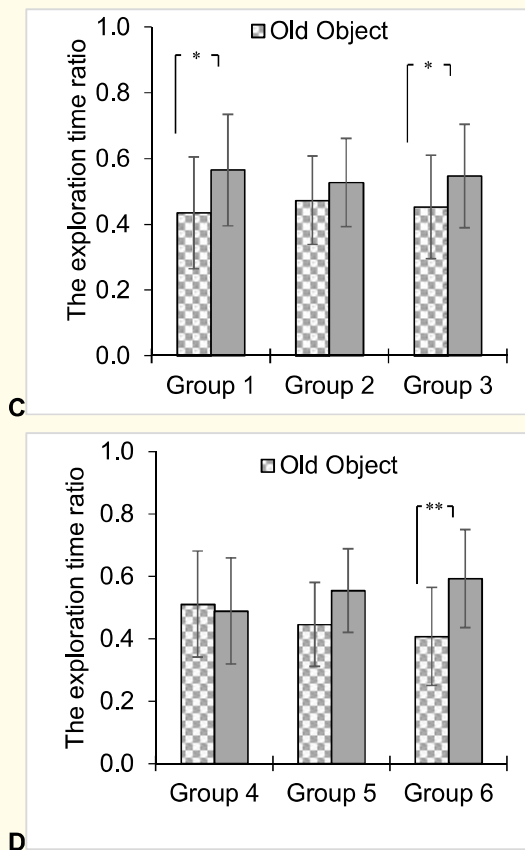 1.0
Old Object
*
*
0.8
0.6
0.4
0.2
0.0
The exploration time ratio
Group 1 Group 2 Group 3
C
1.0
Old Object
**
0.8
0.6
0.4
0.2
0.0
The exploration time ratio
Group 4 Group 5 Group 6
D